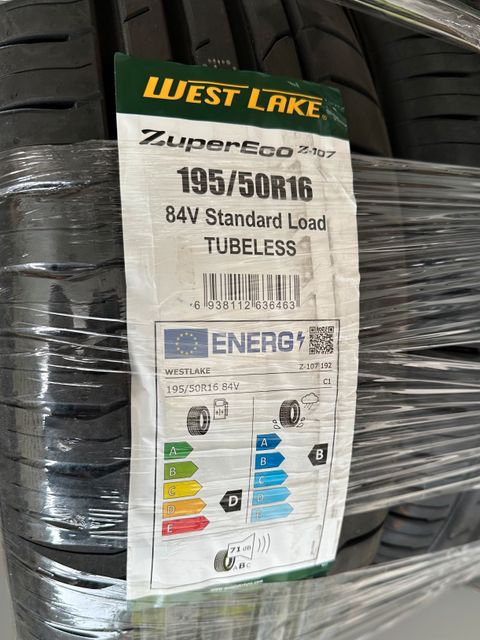 WEST LAKE®
ZuperEco Z-107
195/50R16
84V Standard Load
TUBELESS
6 938112 636463
ENERG
WESTLAKE Z-107 192
195/50R16 84V C1
A
B
C
D
E
D
A
B
C
D
E
B
71 dB
ABC